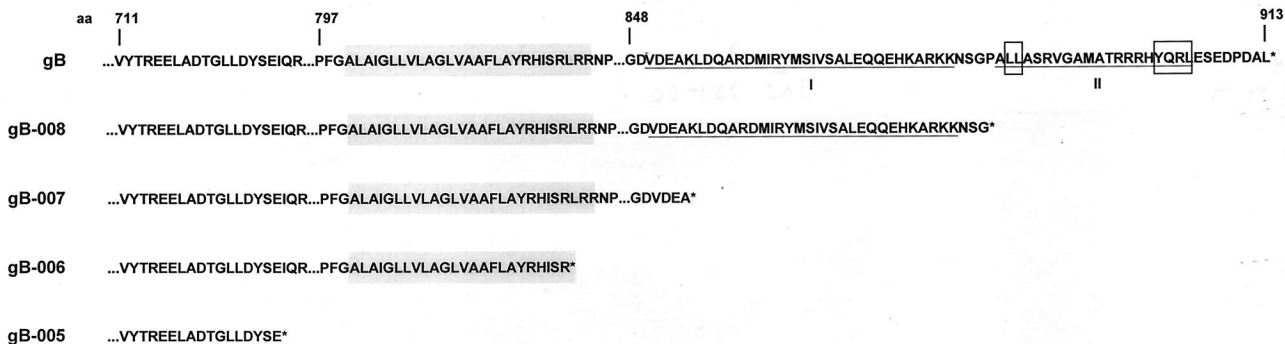 aa 711 797 848 913
gB ...VYTREELADTGLLDYSEIQR...PFGALAIGLLVLAGLVAAFLAYRHISRLRRNP...GDVDEAKLDQARDMIRYMSIVSALEQQEHKARKKNSGPALLASRVGAMATRRRHYQRLESEDPDAL*
I II
gB-008 ...VYTREELADTGLLDYSEIQR...PFGALAIGLLVLAGLVAAFLAYRHISRLRRNP...GDVDEAKLDQARDMIRYMSIVSALEQQEHKARKKNSG*
gB-007 ...VYTREELADTGLLDYSEIQR...PFGALAIGLLVLAGLVAAFLAYRHISRLRRNP...GDVDEA*
gB-006 ...VYTREELADTGLLDYSEIQR...PFGALAIGLLVLAGLVAAFLAYRHISR*
gB-005 ...VYTREELADTGLLDYSE*